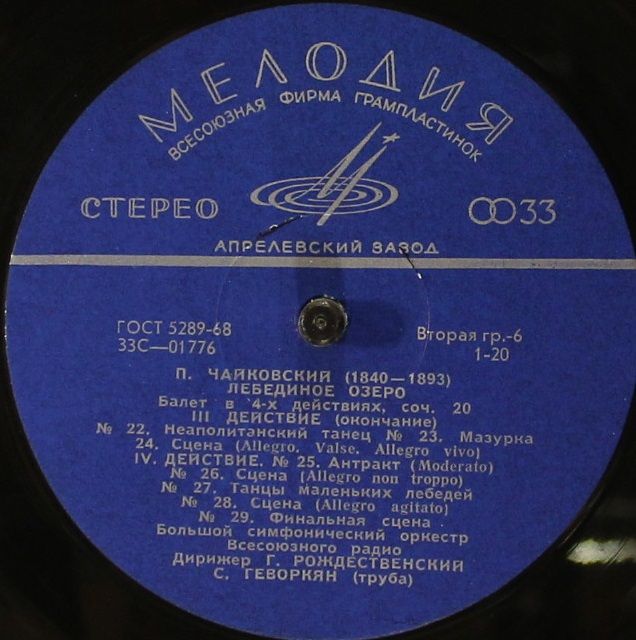 МЕЛОДИЯ
ВСЕСОЮЗНАЯ ФИРМА ГРАМПЛАСТИНОК
СТЕРЕО
33
АПРЕЛЕВСКИЙ ЗАВОД
ГОСТ 5289-68
33С—01776
Вторая гр.-6
1-20
П. ЧАЙКОВСКИЙ (1840—1893)
ЛЕБЕДИНОЕ ОЗЕРО
Балет в 4-х действиях, соч. 20
III ДЕЙСТВИЕ (окончание)
№ 22. Неаполитанский танец № 23. Мазурка
24. Сцена (Allegro. Valse. Allegro vivo)
IV. ДЕЙСТВИЕ. № 25. Антракт (Moderato)
№ 26. Сцена (Allegro non troppo)
№ 27. Танцы маленьких лебедей
№ 28. Сцена (Allegro agitato)
№ 29. Финальная сцена
Большой симфонический оркестр
Всесоюзного радио
Дирижер Г. РОЖДЕСТВЕНСКИЙ
С. ГЕВОРКЯН (труба)